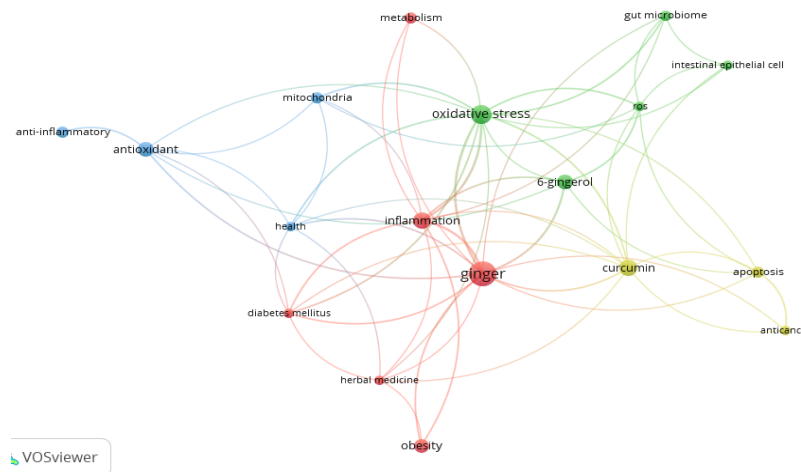 gut microbiome
metabolism
intestinal epithelial cell
mitochondria
ros
oxidative stress
anti-inflammatory
antioxidant
6-gingerol
inflammation
health
curcumin
apoptosis
ginger
diabetes mellitus
anticanc
herbal medicine
obesity
VOSviewer